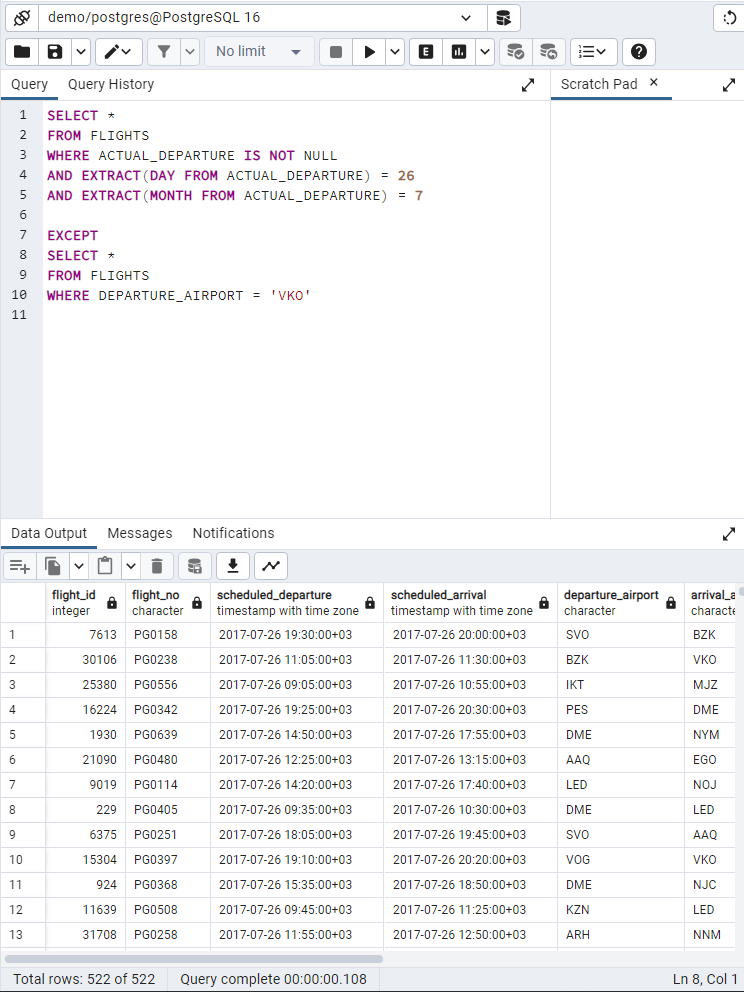 demo/postgres@PostgreSQL 16
No limit
E
Query Query History Scratch Pad ×
1 SELECT *
2 FROM FLIGHTS
3 WHERE ACTUAL_DEPARTURE IS NOT NULL
4 AND EXTRACT(DAY FROM ACTUAL_DEPARTURE) = 26
5 AND EXTRACT(MONTH FROM ACTUAL_DEPARTURE) = 7
6
7 EXCEPT
8 SELECT *
9 FROM FLIGHTS
10 WHERE DEPARTURE_AIRPORT = 'VKO'
11
Data Output Messages Notifications
flight_id flight_no scheduled_departure scheduled_arrival departure_airport arrival_a
integer character timestamp with time zone timestamp with time zone character characte
1 7613 PG0158 2017-07-26 19:30:00+03 2017-07-26 20:00:00+03 SVO BZK
2 30106 PG0238 2017-07-26 11:05:00+03 2017-07-26 11:30:00+03 BZK VKO
3 25380 PG0556 2017-07-26 09:05:00+03 2017-07-26 10:55:00+03 IKT MJZ
4 16224 PG0342 2017-07-26 19:25:00+03 2017-07-26 20:30:00+03 PES DME
5 1930 PG0639 2017-07-26 14:50:00+03 2017-07-26 17:55:00+03 DME NYM
6 21090 PG0480 2017-07-26 12:25:00+03 2017-07-26 13:15:00+03 AAQ EGO
7 9019 PG0114 2017-07-26 14:20:00+03 2017-07-26 17:40:00+03 LED NOJ
8 229 PG0405 2017-07-26 09:35:00+03 2017-07-26 10:30:00+03 DME LED
9 6375 PG0251 2017-07-26 18:05:00+03 2017-07-26 19:45:00+03 SVO AAQ
10 15304 PG0397 2017-07-26 19:10:00+03 2017-07-26 20:20:00+03 VOG VKO
11 924 PG0368 2017-07-26 15:35:00+03 2017-07-26 18:50:00+03 DME NJC
12 11639 PG0508 2017-07-26 09:45:00+03 2017-07-26 11:25:00+03 KZN LED
13 31708 PG0258 2017-07-26 11:55:00+03 2017-07-26 12:50:00+03 ARH NNM
Total rows: 522 of 522 Query complete 00:00:00.108 Ln 8, Col 1